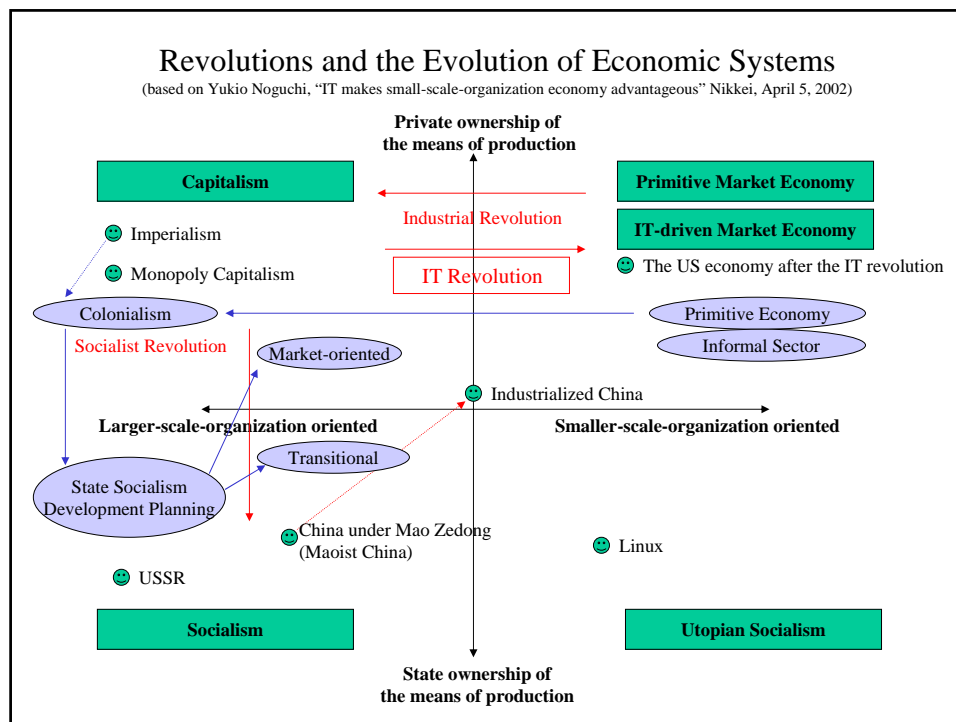 Revolutions and the Evolution of Economic Systems
(based on Yukio Noguchi, “IT makes small-scale-organization economy advantageous” Nikkei, April 5, 2002)
Private ownership of
the means of production
Capitalism
Primitive Market Economy
Industrial Revolution
IT-driven Market Economy
Imperialism
Monopoly Capitalism
IT Revolution
The US economy after the IT revolution
Colonialism
Primitive Economy
Socialist Revolution
Market-oriented
Informal Sector
Industrialized China
Larger-scale-organization oriented
Smaller-scale-organization oriented
Transitional
State Socialism
Development Planning
China under Mao Zedong
(Maoist China)
Linux
USSR
Socialism
Utopian Socialism
State ownership of
the means of production